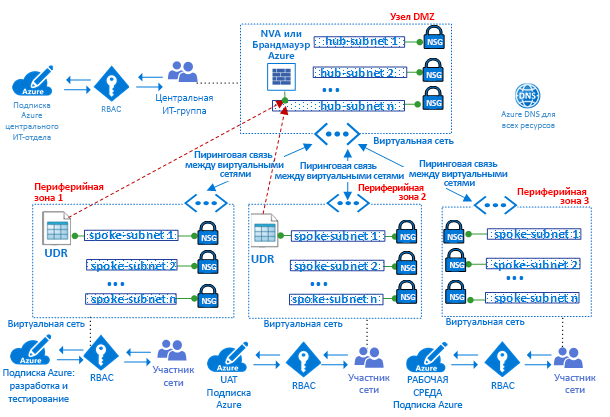 Узел DMZ
NVA или
Брандмауэр
Azure
hub-subnet 1
NSG
hub-subnet 2
NSG
hub-subnet n
NSG
Azure
Подписка
Azure
центрального
ИТ-отдела
RBAC
Центральная
ИТ-группа
DNS
Azure DNS для
всех ресурсов
Виртуальная сеть
Пиринговая связь
между виртуальными
сетями
Пиринговая связь
между виртуальными
сетями
Пиринговая связь
между виртуальными
сетями
Периферийная
зона 1
UDR
spoke-subnet 1
NSG
spoke-subnet 2
NSG
spoke-subnet n
NSG
Виртуальная сеть
Периферийная
зона 2
UDR
spoke-subnet 1
NSG
spoke-subnet 2
NSG
spoke-subnet n
NSG
Виртуальная сеть
Периферийная
зона 3
NSG
spoke-subnet 1
NSG
spoke-subnet 2
NSG
spoke-subnet n
Виртуальная сеть
Azure
Подписка Azure:
разработка и
тестирование
RBAC
Участник
сети
Azure
UAT
Подписка
Azure
RBAC
Участник
сети
Azure
РАБОЧАЯ
СРЕДА
Подписка Azure
RBAC
Участник
сети